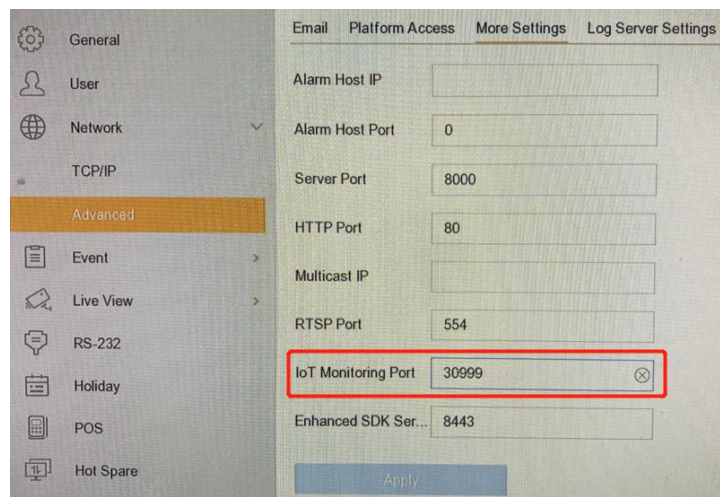 Email Platform Access More Settings Log Server Settings
General
User
Network
TCP/IP
Advanced
Event
Live View
RS-232
Holiday
POS
Hot Spare
Alarm Host IP
Alarm Host Port 0
Server Port 8000
HTTP Port 80
Multicast IP
RTSP Port 554
IoT Monitoring Port 30999
Enhanced SDK Ser... 8443
Apply